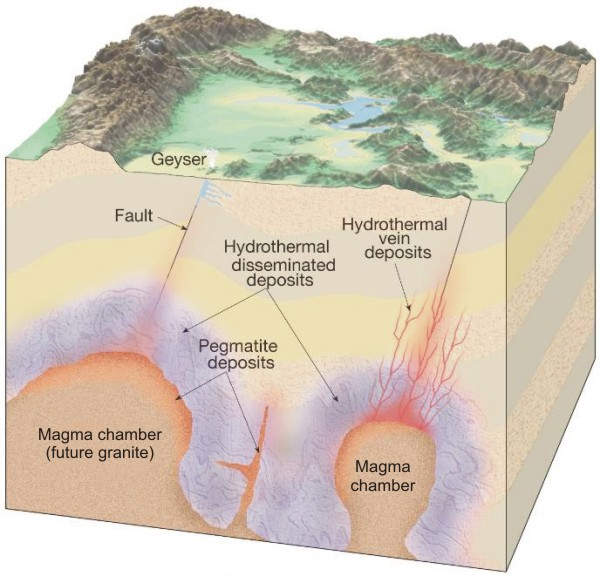 Geyser
Fault
Hydrothermal
vein
deposits
Hydrothermal
disseminated
deposits
Pegmatite
deposits
Magma chamber
(future granite)
Magma
chamber